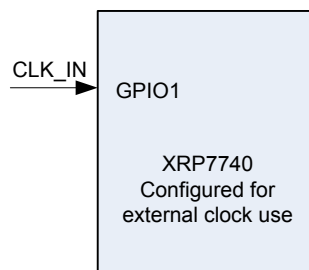 CLK_IN
GPIO1
XRP7740
Configured for
external clock use